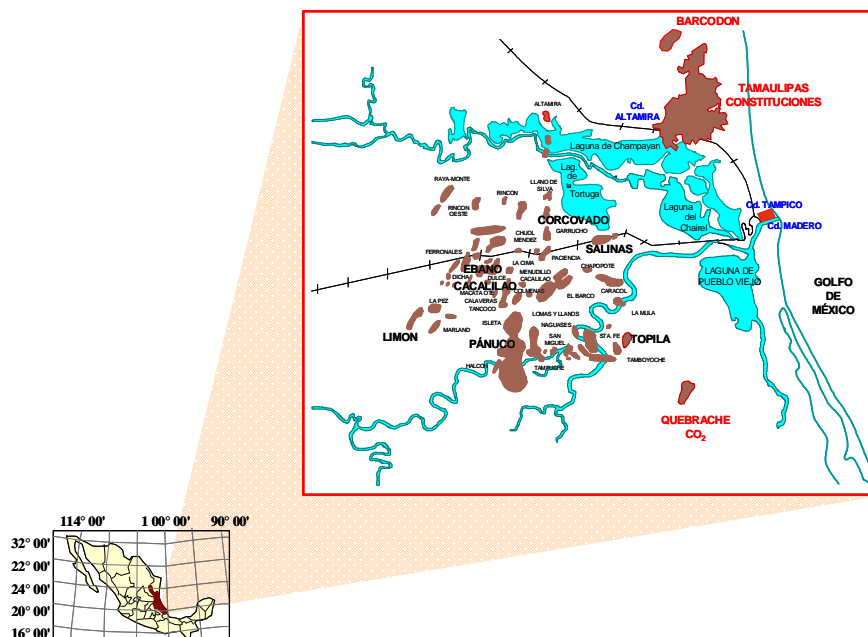 BARCODON
TAMAULIPAS
CONSTITUCIONES
Cd.
ALTAMIRA
ALTAMIRA
Laguna de Champayan
Lag.
de
la
Tortuga
RAYA-MONTE
RINCON
LLANO DE
SILVA
RINCON
OESTE
Laguna
del
Chairel
Cd. TAMPICO
Cd. MADERO
CORCOVADO
GARRUCHO
CHIJOL
MENDEZ
SALINAS
FERRONALES
LA CIMA
PACIENCIA
EBANO
MENUDILLO
CHAPOPOTE
LAGUNA DE
PUEBLO VIEJO
GOLFO
DE
MÉXICO
DICHA
DULCE
CACALILAO
CACALILAO
COLMENAS
CARACOL
MACATA OTE
CALAVERAS
TANCOCO
EL BARCO
LA PEZ
LA MULA
LOMAS Y LLANOS
ISLETA
NAGUASES
MARLAND
LIMON
SAN
MIGUEL
STA. FE
TOPILA
PÁNUCO
HALCON
TAMPUCHE
TAMBOYOCHE
QUEBRACHE
CO2
114° 00'
1 00° 00'
90° 00'
32° 00'
22° 00'
24° 00'
20° 00'
16° 00'